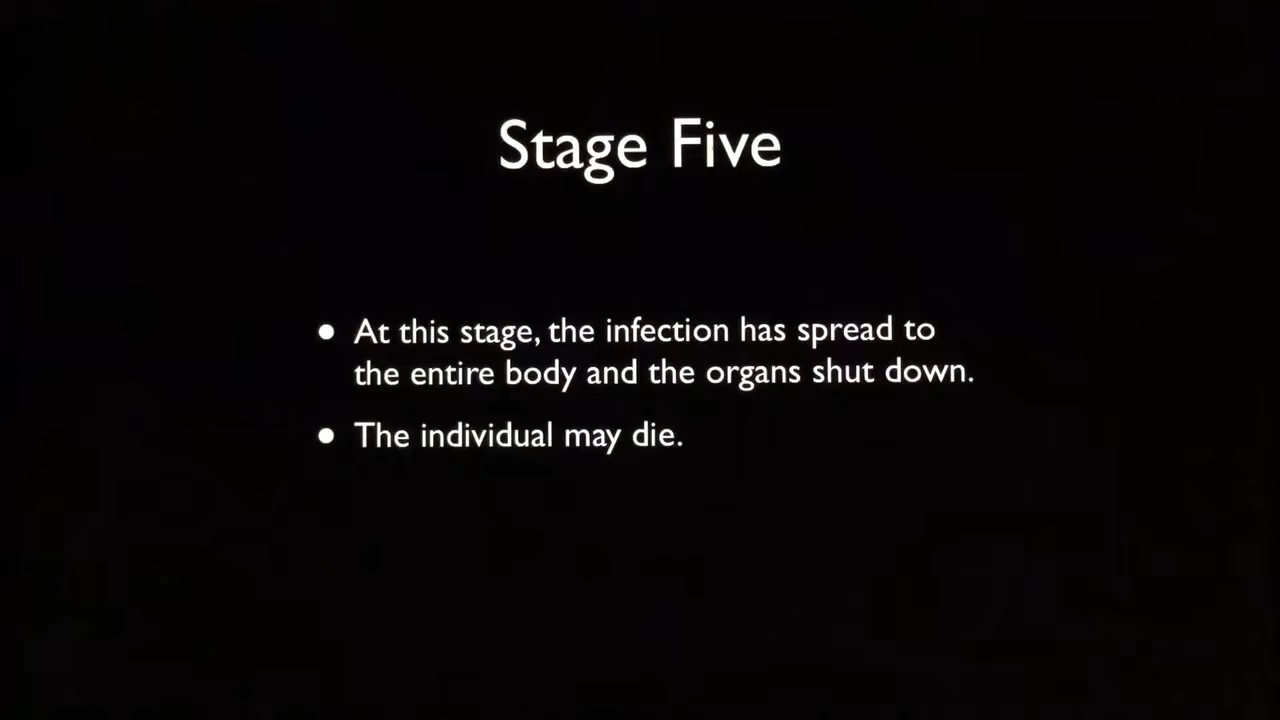 Stage Five
• At this stage, the infection has spread to
the entire body and the organs shut down.
• The individual may die.